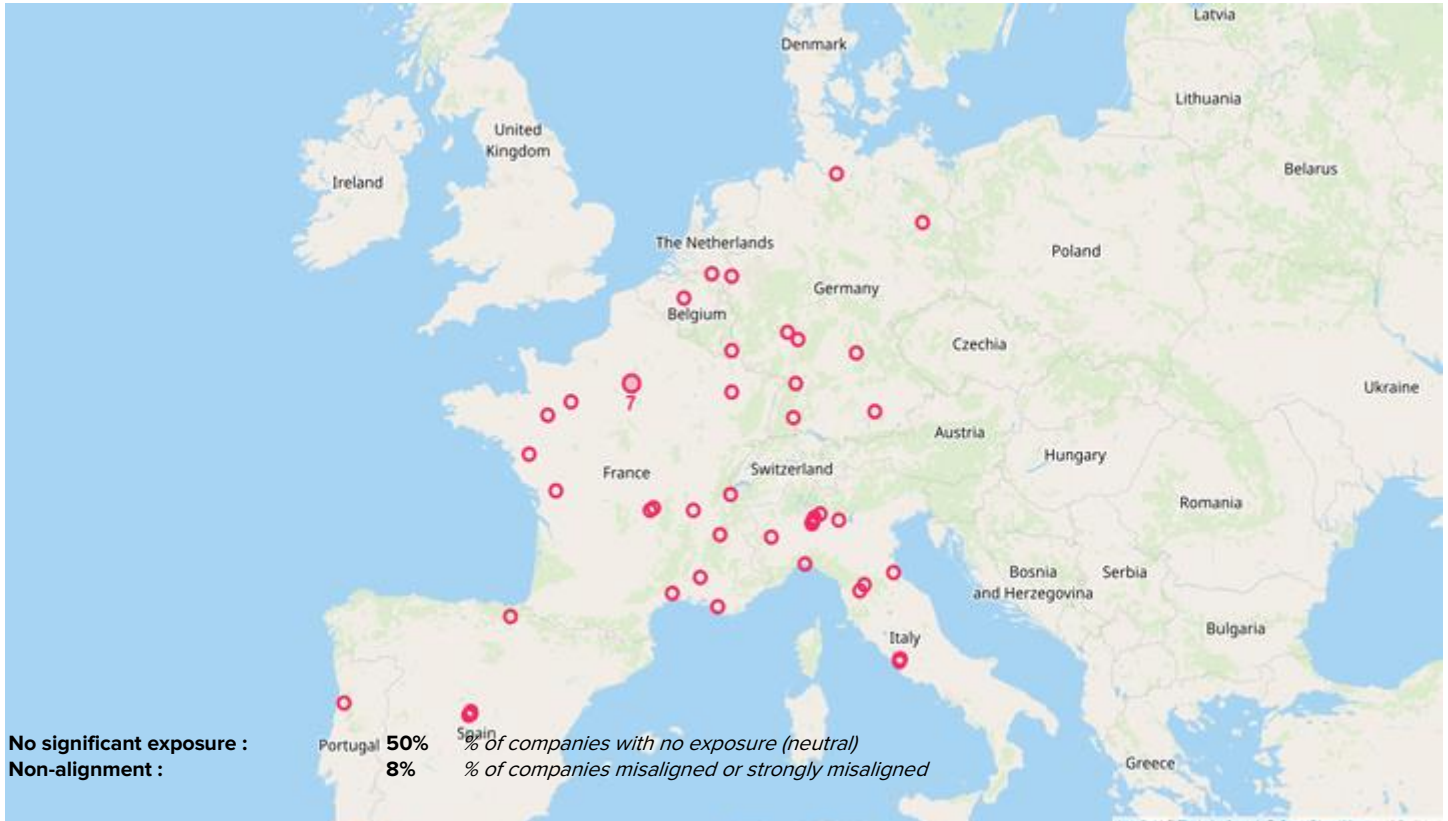 Latvia
Denmark
Lithuania
United
Kingdom
Belarus
Ireland
The Netherlands
Poland
Germany
Belgium
Czechia
Ukraine
7
Austria
Hungary
France
Switzerland
Romania
Bosnia
and Herzegovina
Serbia
Bulgaria
Italy
Spain
Portugal
Greece
No significant exposure : 50% % of companies with no exposure (neutral)
Non-alignment : 8% % of companies misaligned or strongly misaligned